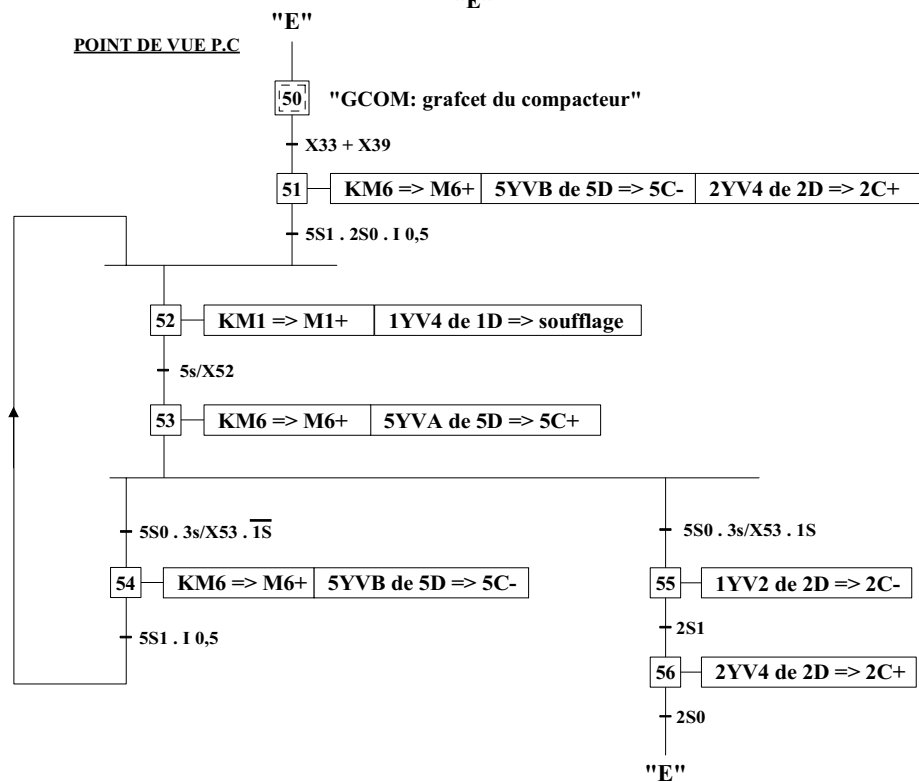 "E"
"E"
POINT DE VUE P.C
50 "GCOM: grafcet du compacteur"
X33 + X39
51 KM6 => M6+ 5YVB de 5D => 5C- 2YV4 de 2D => 2C+
5S1 . 2S0 . I 0,5
52 KM1 => M1+ 1YV4 de 1D => soufflage
5s/X52
53 KM6 => M6+ 5YVA de 5D => 5C+
5S0 . 3s/X53 . 1̅S̅ 5S0 . 3s/X53 . 1S
54 KM6 => M6+ 5YVB de 5D => 5C- 55 1YV2 de 2D => 2C-
5S1 . I 0,5 2S1
56 2YV4 de 2D => 2C+
2S0
"E"